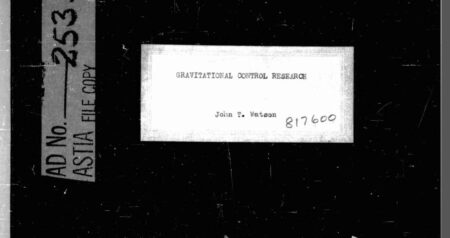 AD No. 253
ASTIA FILE COPY
GRAVITATIONAL CONTROL RESEARCH
John T. Watson
817600